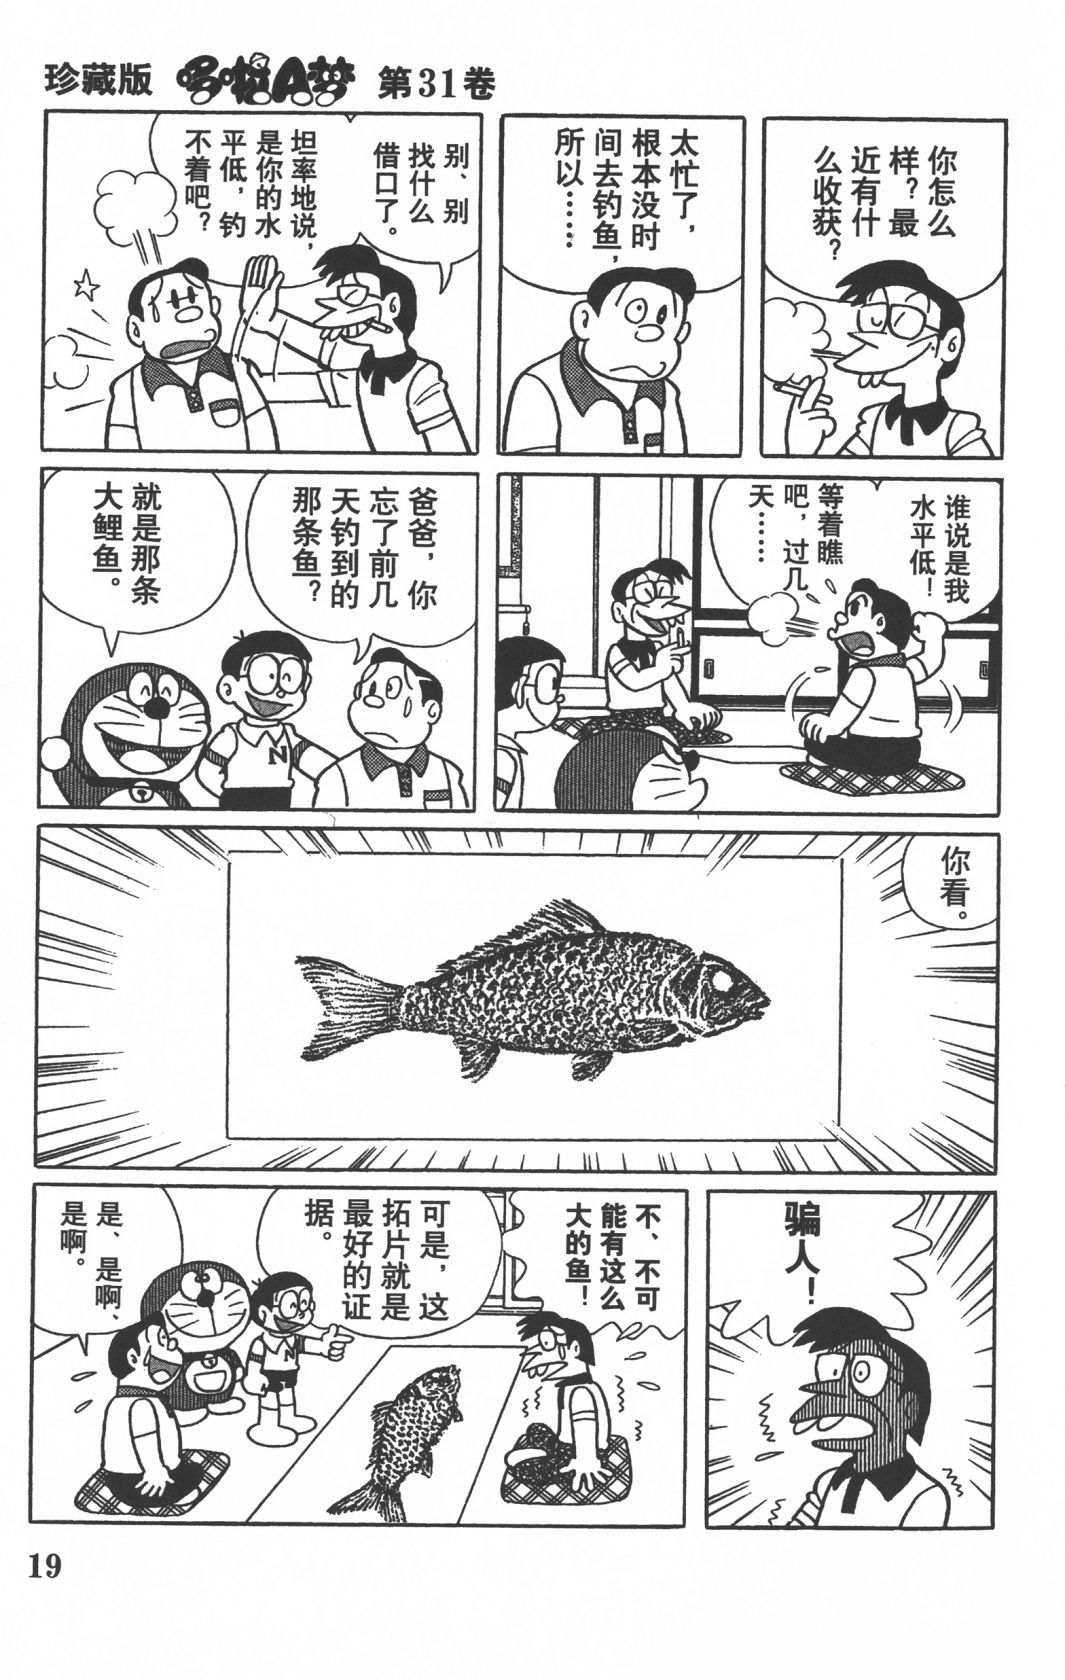 珍藏版 哆啦A梦 第31卷
你怎么
样？最
近有什
么收获？
太忙了，
根本没时
间去钓鱼，
所以……
别、别
找什么
借口了。
坦率地说，
是你的水
平低，钓
不着吧？
谁说是我
水平低！
等着瞧
吧，过几
天……
爸爸，你
忘了前几
天钓到的
那条鱼？
就是那条
大鲤鱼。
你看。
骗人！
不、不可
能有这么
大的鱼！
可是，这
拓片就是
最好的证
据。
是、是啊、
是啊。
N
N
19